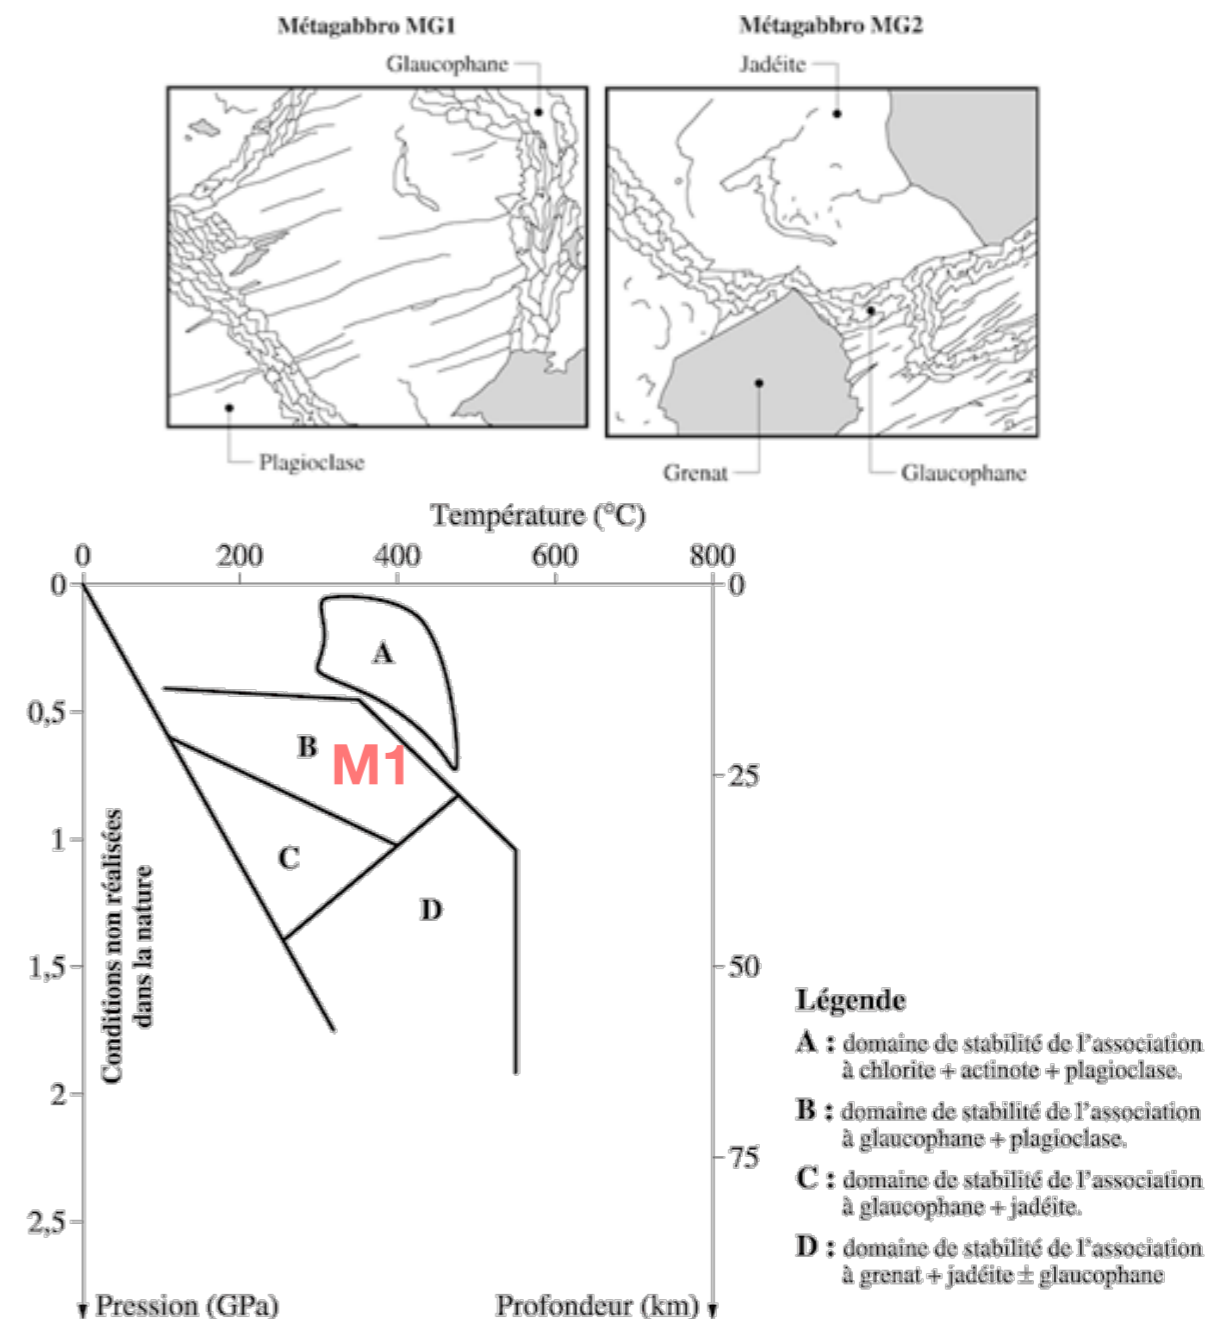 Métagabbro MG1
Métagabbro MG2
Glaucophane
Jadéite
Plagioclase
Grenat
Glaucophane
Température (°C)
0 200 400 600 800
0
0,5
1
1,5
2
2,5
0
25
50
75
A
B
M1
C
D
Conditions non réalisées
dans la nature
Pression (GPa)
Profondeur (km)
Légende
A : domaine de stabilité de l'association
à chlorite + actinote + plagioclase.
B : domaine de stabilité de l'association
à glaucophane + plagioclase.
C : domaine de stabilité de l'association
à glaucophane + jadéite.
D : domaine de stabilité de l'association
à grenat + jadéite ± glaucophane